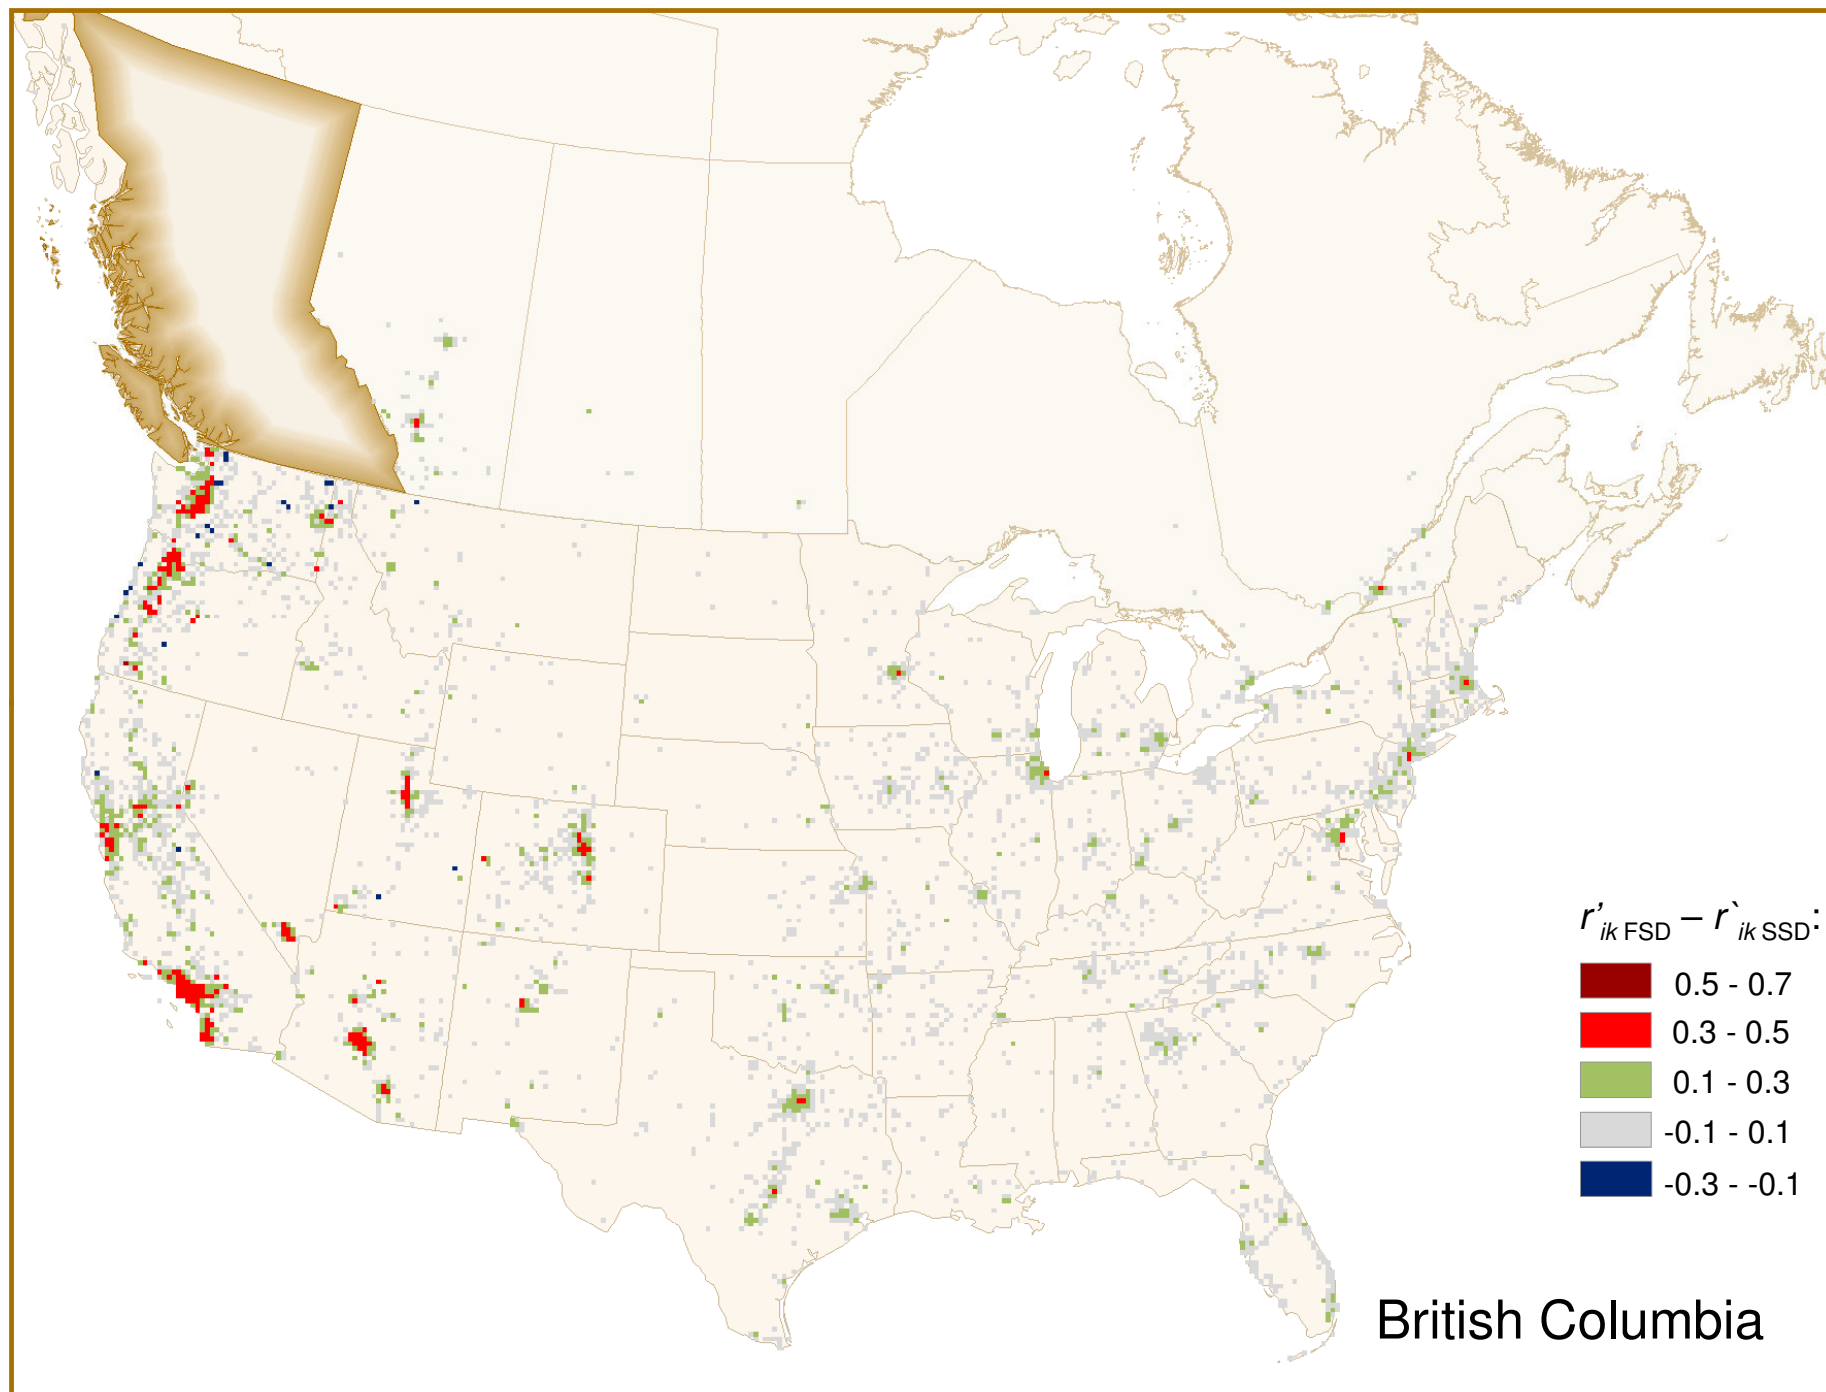 r'ik FSD – r`ik SSD:
0.5 - 0.7
0.3 - 0.5
0.1 - 0.3
-0.1 - 0.1
-0.3 - -0.1
British Columbia